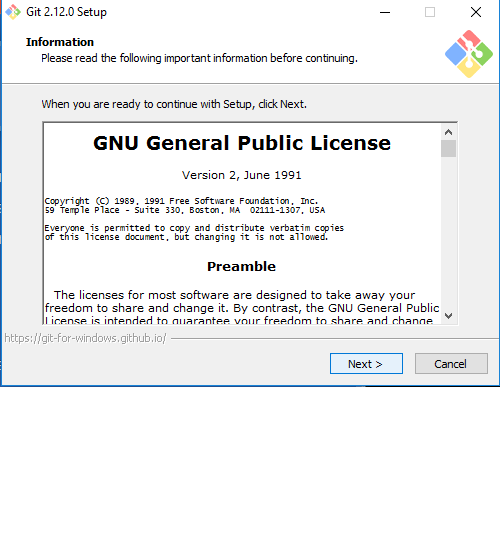 Git 2.12.0 Setup
Information
Please read the following important information before continuing.
When you are ready to continue with Setup, click Next.
GNU General Public License
Version 2, June 1991
Copyright (C) 1989, 1991 Free Software Foundation, Inc.
59 Temple Place - Suite 330, Boston, MA  02111-1307, USA
Everyone is permitted to copy and distribute verbatim copies
of this license document, but changing it is not allowed.
Preamble
The licenses for most software are designed to take away your
freedom to share and change it. By contrast, the GNU General Public
License is intended to guarantee your freedom to share and change
https://git-for-windows.github.io/
Next >
Cancel